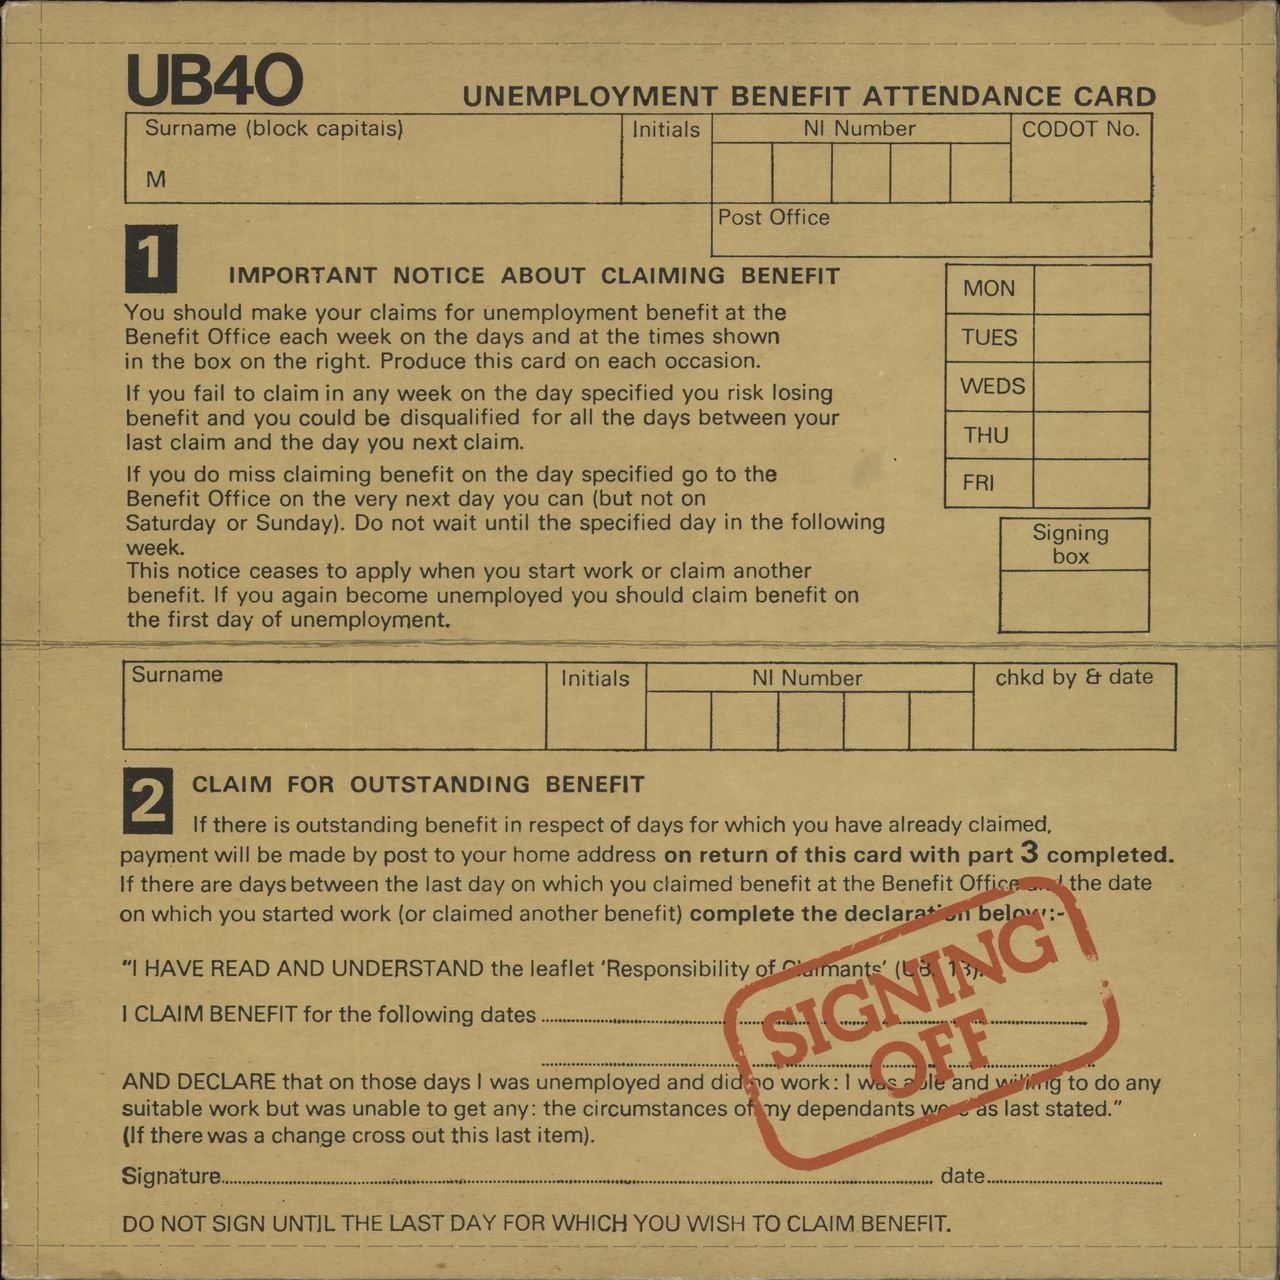 UB40
UNEMPLOYMENT BENEFIT ATTENDANCE CARD
Surname (block capitals)
Initials
NI Number
CODOT No.
M
Post Office
1
IMPORTANT NOTICE ABOUT CLAIMING BENEFIT
You should make your claims for unemployment benefit at the
Benefit Office each week on the days and at the times shown
in the box on the right. Produce this card on each occasion.
If you fail to claim in any week on the day specified you risk losing
benefit and you could be disqualified for all the days between your
last claim and the day you next claim.
If you do miss claiming benefit on the day specified go to the
Benefit Office on the very next day you can (but not on
Saturday or Sunday). Do not wait until the specified day in the following
week.
This notice ceases to apply when you start work or claim another
benefit. If you again become unemployed you should claim benefit on
the first day of unemployment.
MON
TUES
WEDS
THU
FRI
Signing
box
Surname
Initials
NI Number
chkd by & date
2
CLAIM FOR OUTSTANDING BENEFIT
If there is outstanding benefit in respect of days for which you have already claimed,
payment will be made by post to your home address on return of this card with part 3 completed.
If there are days between the last day on which you claimed benefit at the Benefit Office and the date
on which you started work (or claimed another benefit) complete the declaration below:-
"I HAVE READ AND UNDERSTAND the leaflet 'Responsibility of Claimants' (UBL 18).
I CLAIM BENEFIT for the following dates
AND DECLARE that on those days I was unemployed and did no work: I was able and willing to do any
suitable work but was unable to get any: the circumstances of my dependants were as last stated."
(If there was a change cross out this last item).
SIGNING
OFF
Signature date
DO NOT SIGN UNTIL THE LAST DAY FOR WHICH YOU WISH TO CLAIM BENEFIT.